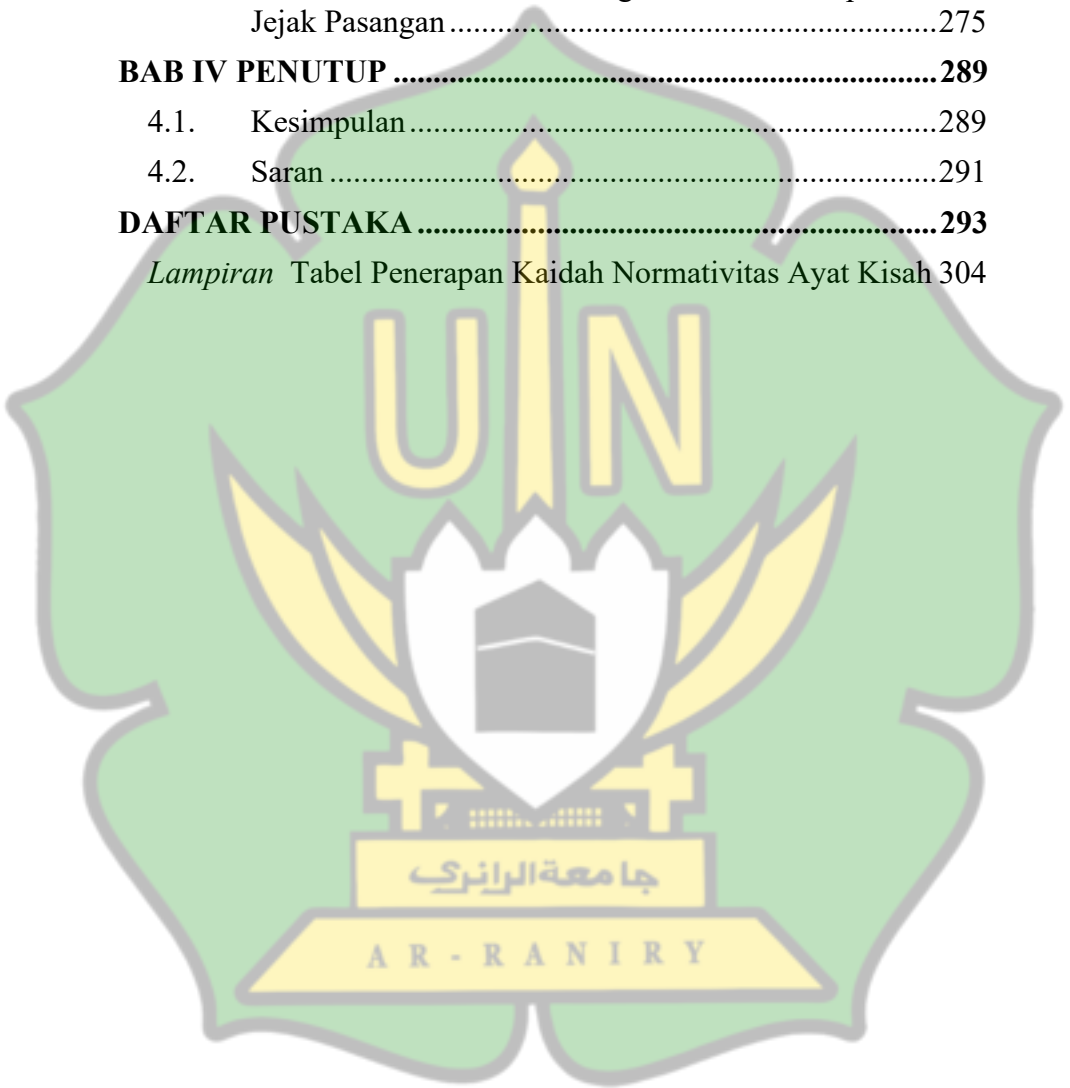 Jejak Pasangan ............................................................ 275
BAB IV PENUTUP .................................................................... 289
4.1. Kesimpulan .................................................................. 289
4.2. Saran ............................................................................ 291
DAFTAR PUSTAKA ................................................................. 293
Lampiran Tabel Penerapan Kaidah Normativitas Ayat Kisah 304
UIN
جامعة الرانري
AR-RANIRY